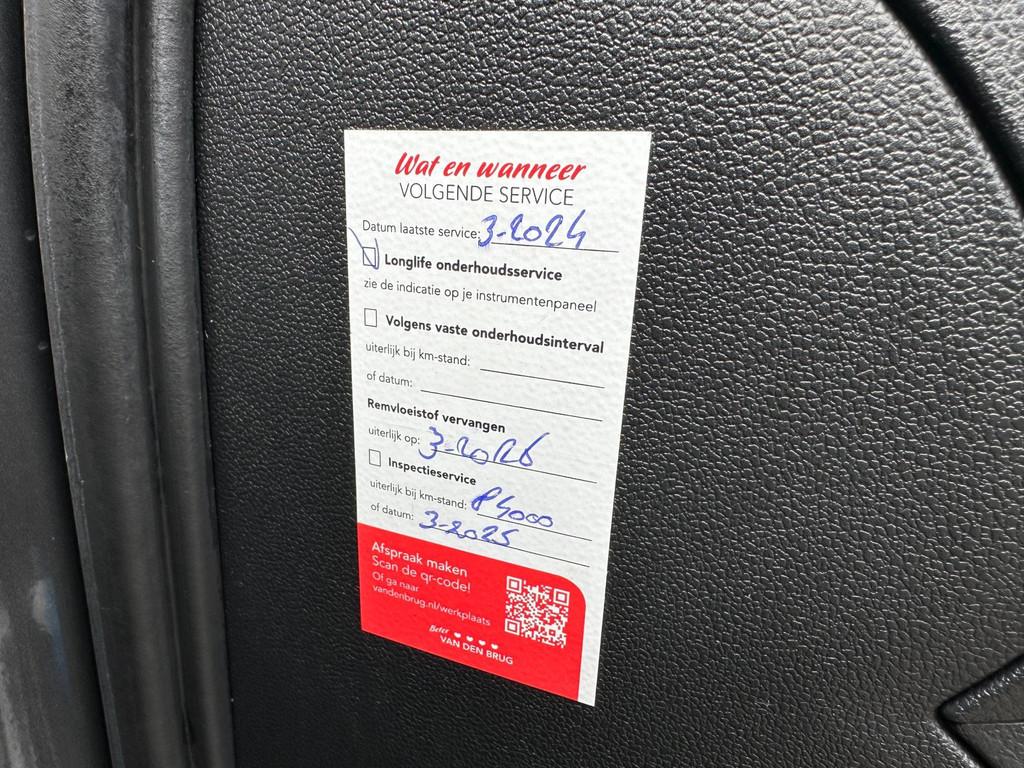 Wat en wanneer
VOLGENDE SERVICE
Datum laatste service: 3-2024
Longlife onderhoudsservice
zie de indicatie op je instrumentenpaneel
Volgens vaste onderhoudsinterval
uiterlijk bij km-stand:
of datum:
Remvloeistof vervangen
uiterlijk op: 3-2026
Inspectieservice
uiterlijk bij km-stand: 84000
of datum: 3-2025
Afspraak maken
Scan de qr-code!
Of ga naar
vandenbrug.nl/werkplaats
Beter
VAN DEN BRUG